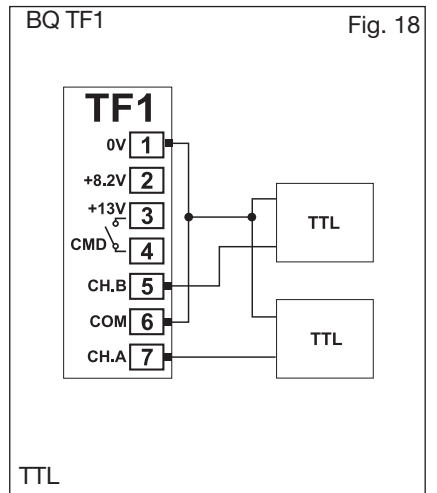 BQ TF1
Fig. 18
TF1
0V 1
+8.2V 2
+13V 3
CMD 4
CH.B 5
COM 6
CH.A 7
TTL
TTL
TTL